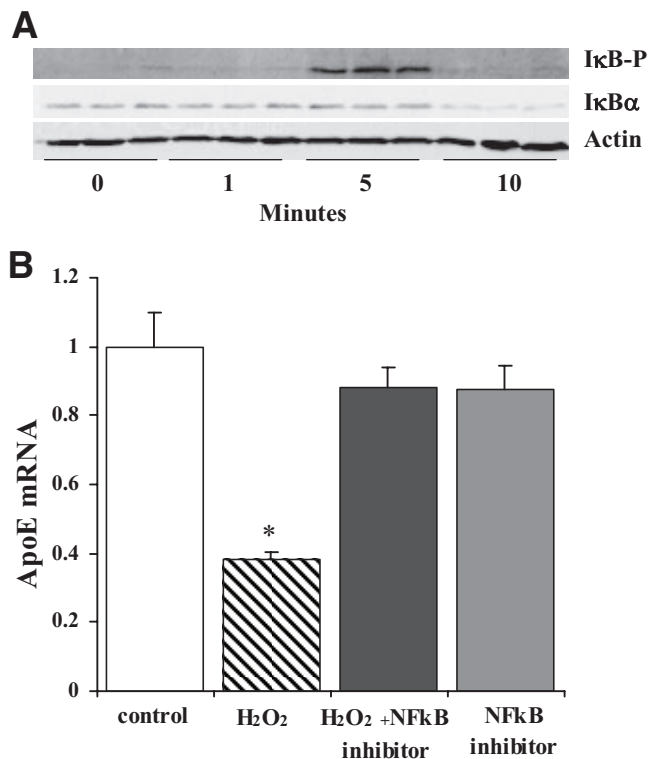 A
IκB-P
IκBα
Actin
0 1 5 10
Minutes
B
1.2
1
0.8
0.6
0.4
0.2
0
ApoE mRNA
*
control H2O2 H2O2 +NFkB NFkB
inhibitor inhibitor